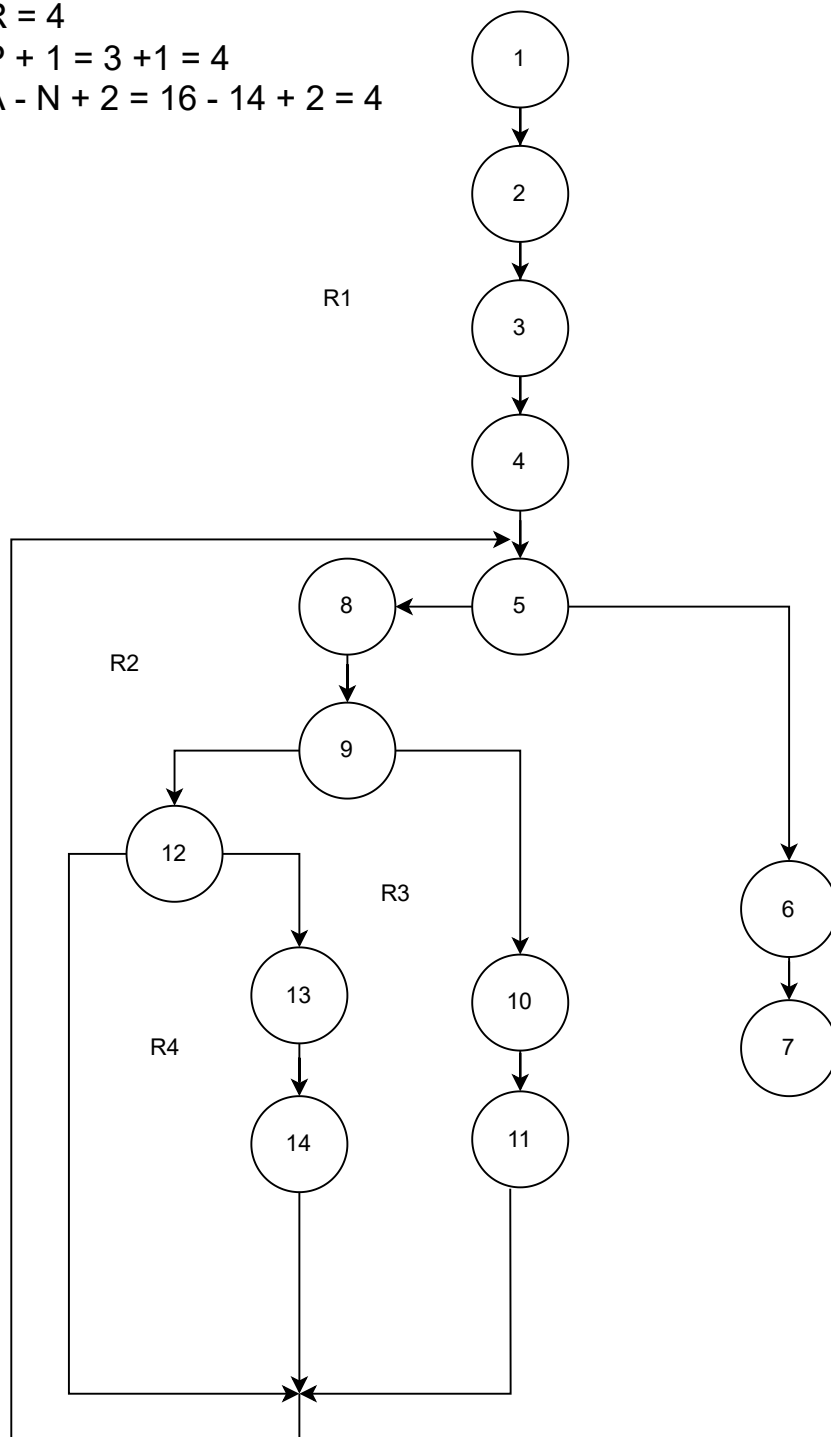 R = 4
P + 1 = 3 +1 = 4
A - N + 2 = 16 - 14 + 2 = 4
1
2
R1
3
4
8
5
R2
9
12
R3
6
13
10
R4
7
14
11